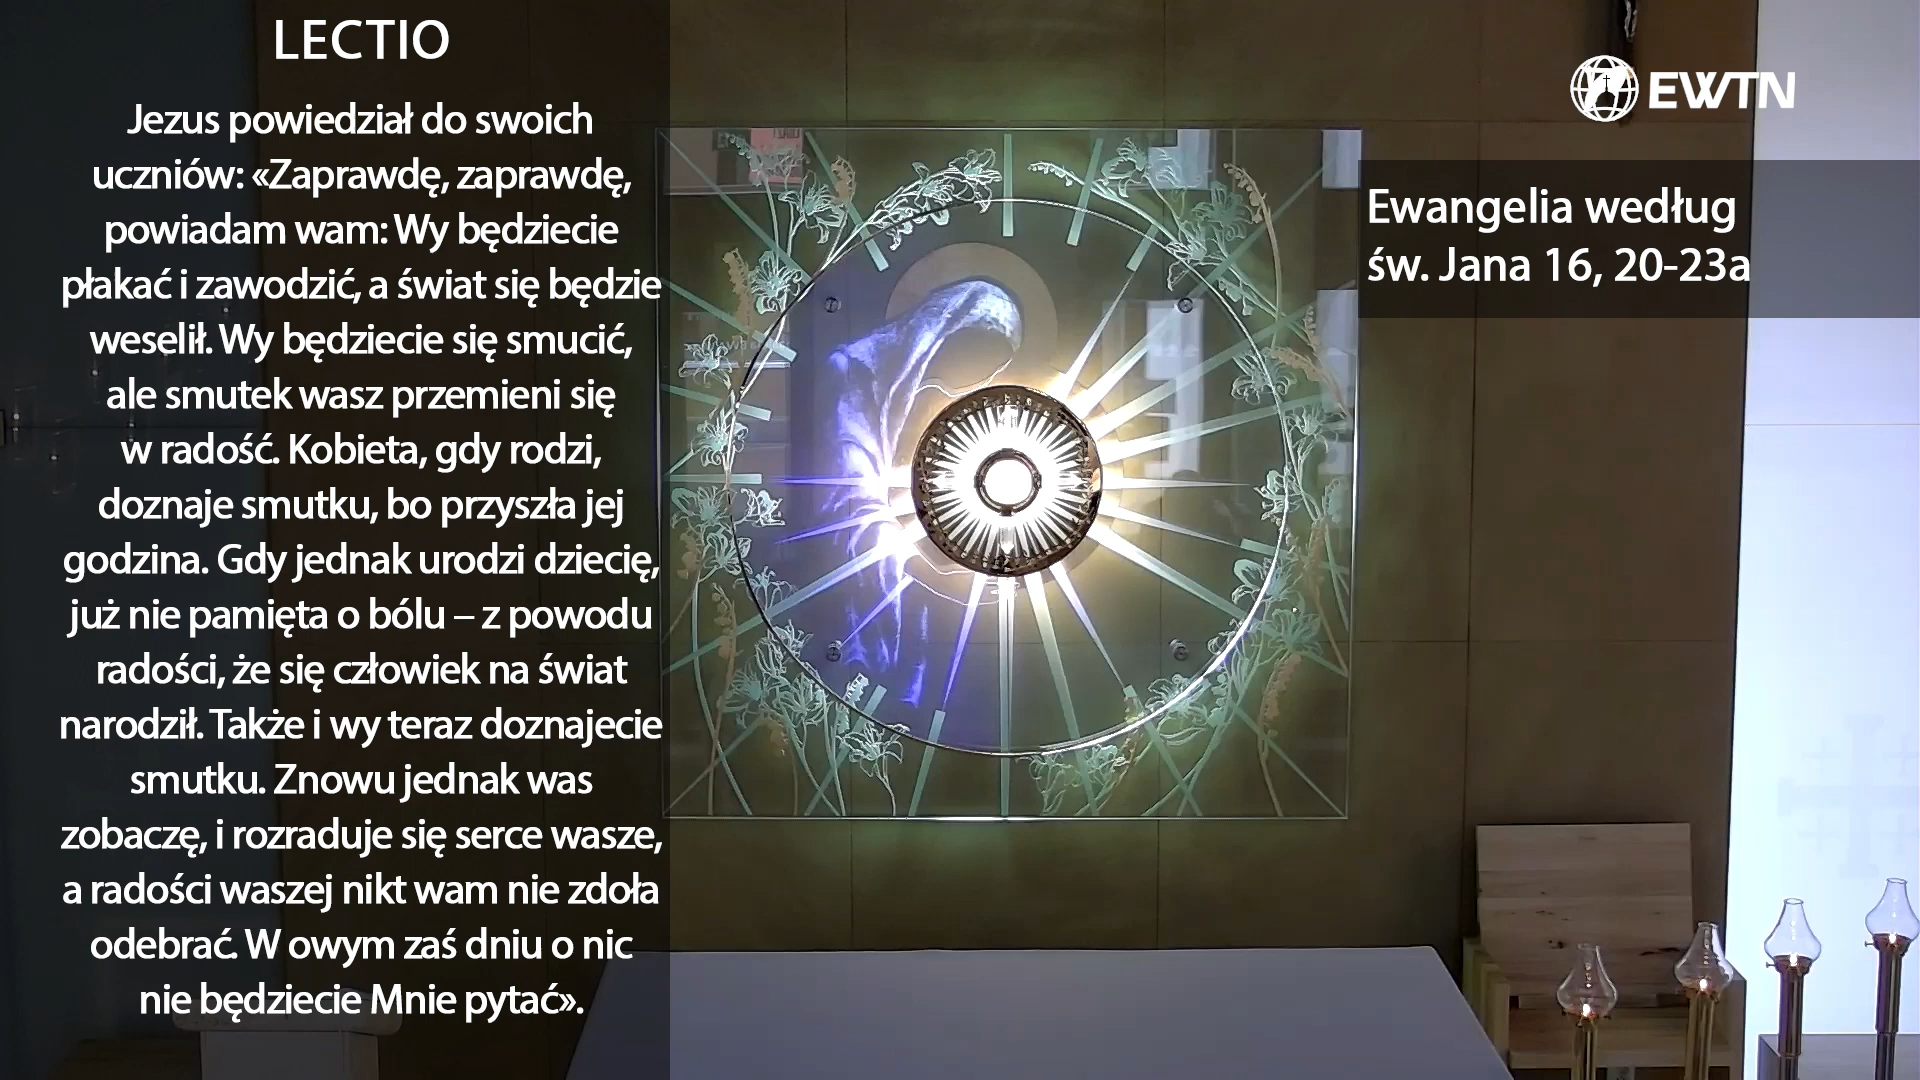 LECTIO
Jezus powiedział do swoich
uczniów: «Zaprawdę, zaprawdę,
powiadam wam: Wy będziecie
płakać i zawodzić, a świat się będzie
weselił. Wy będziecie się smucić,
ale smutek wasz przemieni się
w radość. Kobieta, gdy rodzi,
doznaje smutku, bo przyszła jej
godzina. Gdy jednak urodzi dziecię,
już nie pamięta o bólu – z powodu
radości, że się człowiek na świat
narodził. Także i wy teraz doznajecie
smutku. Znowu jednak was
zobaczę, i rozraduje się serce wasze,
a radości waszej nikt wam nie zdoła
odebrać. W owym zaś dniu o nic
nie będziecie Mnie pytać».
EWTN
Ewangelia według
św. Jana 16, 20-23a